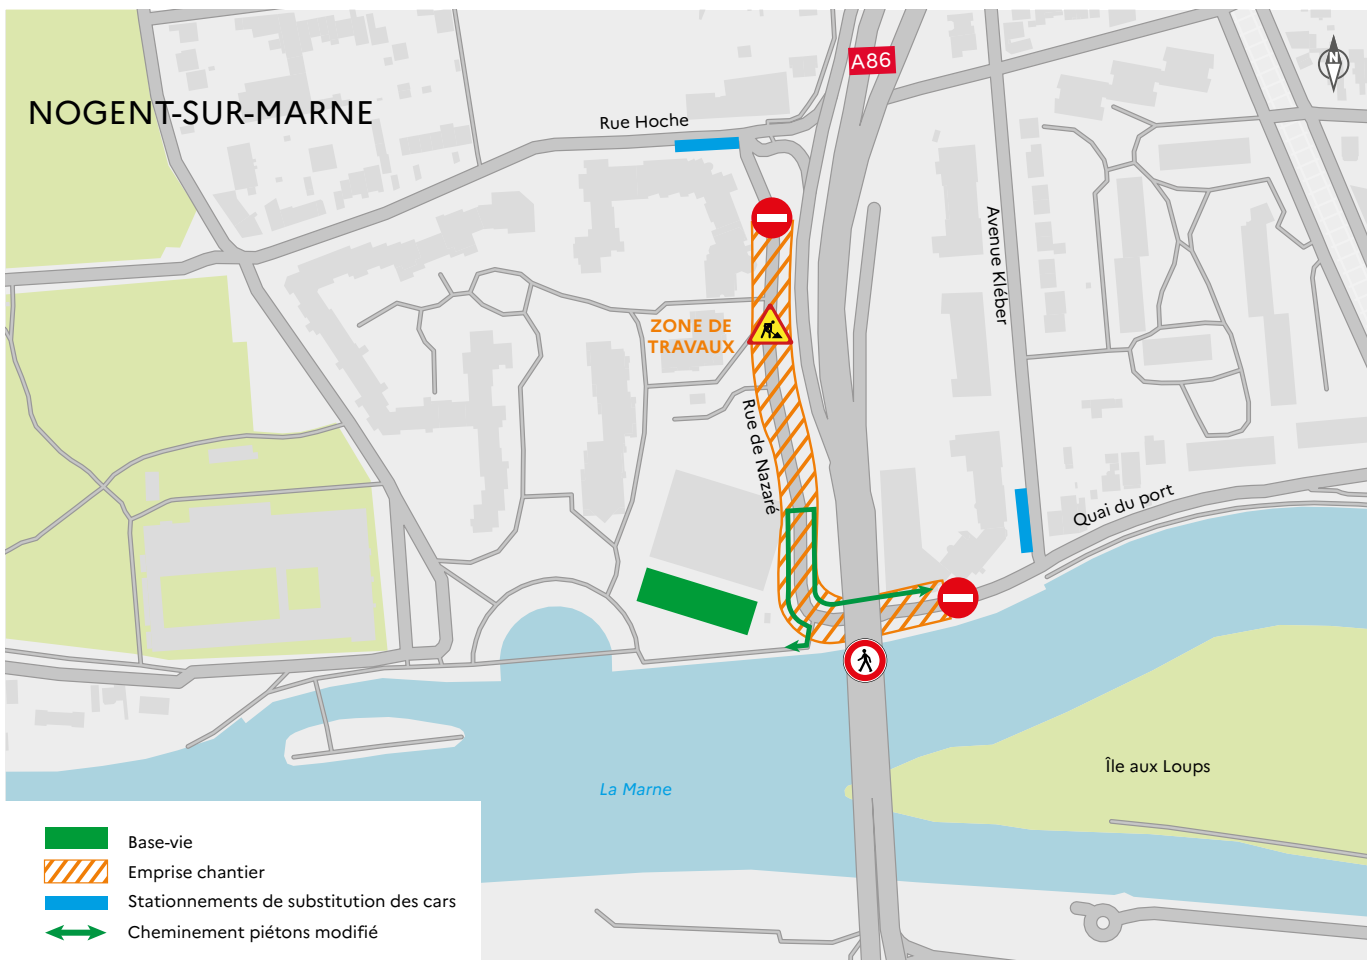 A86
N
NOGENT-SUR-MARNE
Rue Hoche
Avenue Kléber
ZONE DE
TRAVAUX
Rue de Nazaré
Quai du port
Île aux Loups
La Marne
Base-vie
Emprise chantier
Stationnements de substitution des cars
Cheminement piétons modifié